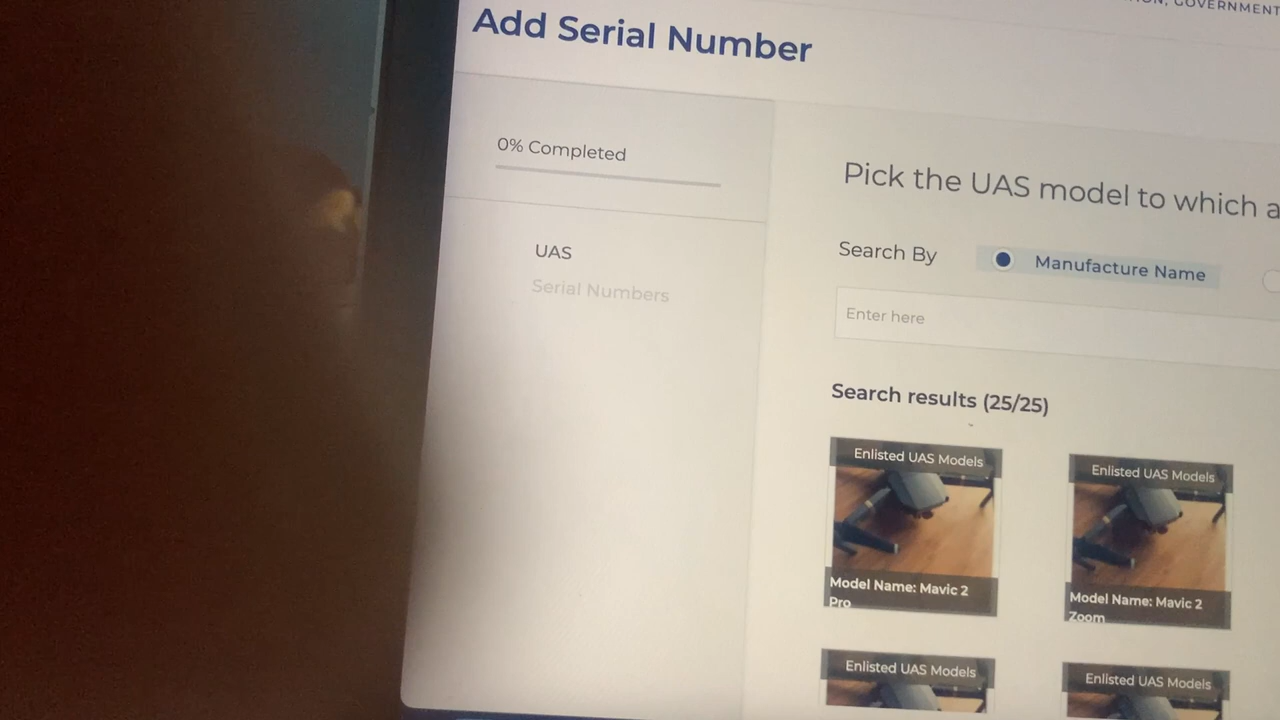 GOVERNMENT
Add Serial Number
0% Completed
Pick the UAS model to which a
UAS
Search By
Manufacture Name
Serial Numbers
Enter here
Search results (25/25)
Enlisted UAS Models
Enlisted UAS Models
Model Name: Mavic 2
Pro
Model Name: Mavic 2
Zoom
Enlisted UAS Models
Enlisted UAS Models